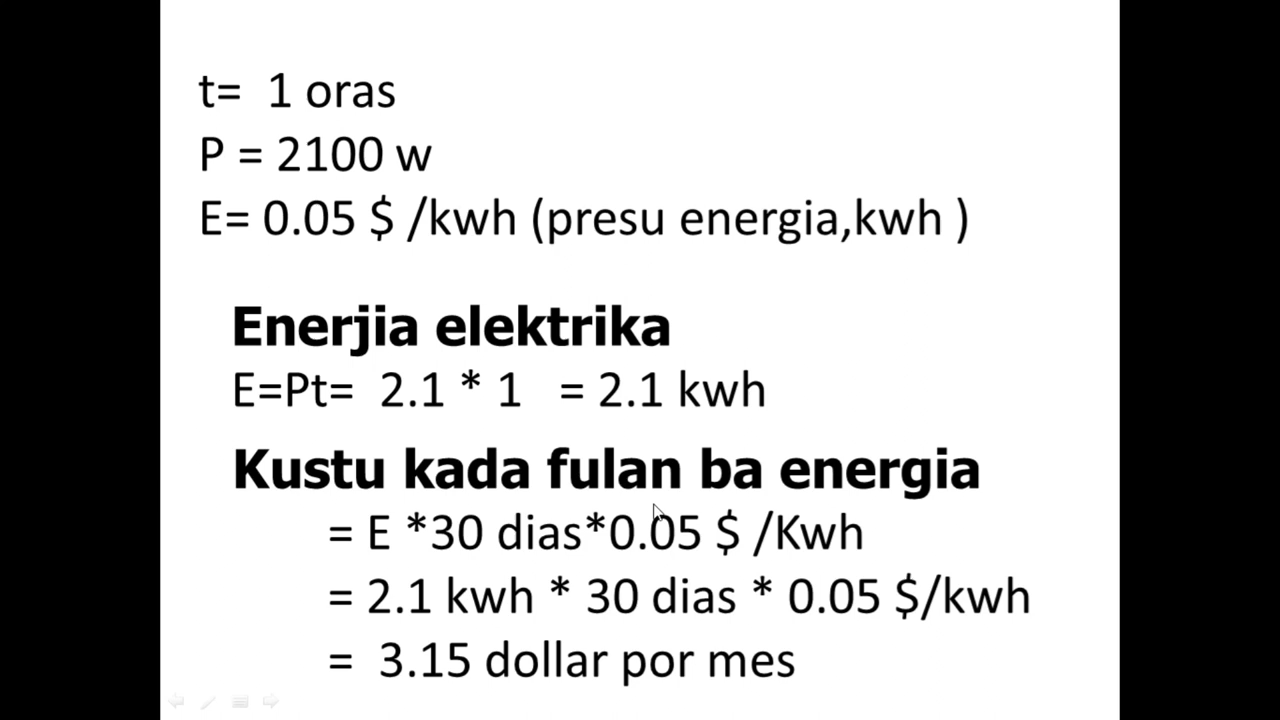 t= 1 oras
P = 2100 w
E= 0.05 $ /kwh (presu energia,kwh )
Enerjia elektrika
E=Pt= 2.1 * 1 = 2.1 kwh
Kustu kada fulan ba energia
= E *30 dias*0.05 $ /Kwh
= 2.1 kwh * 30 dias * 0.05 $/kwh
= 3.15 dollar por mes